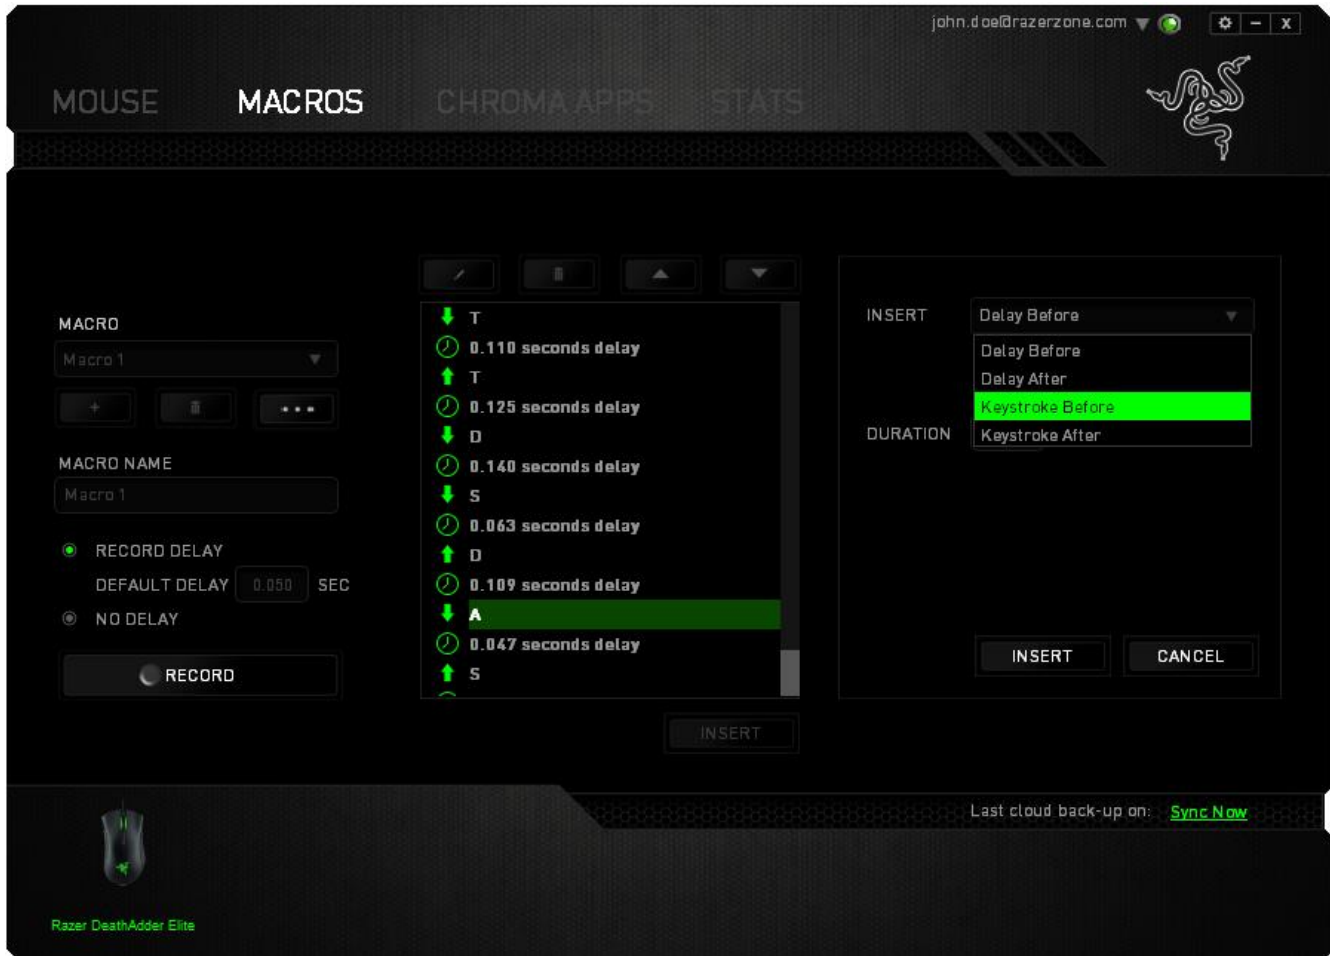 john.doe@razerzone.com
MOUSE MACROS CHROMA APPS STATS
MACRO
Macro 1
MACRO NAME
Macro 1
RECORD DELAY
DEFAULT DELAY 0.050 SEC
NO DELAY
RECORD
T
0.110 seconds delay
T
0.125 seconds delay
D
0.140 seconds delay
S
0.063 seconds delay
D
0.109 seconds delay
A
0.047 seconds delay
S
INSERT
INSERT Delay Before
Delay Before
Delay After
Keystroke Before
Keystroke After
DURATION
INSERT CANCEL
Last cloud back-up on: Sync Now
Razer DeathAdder Elite